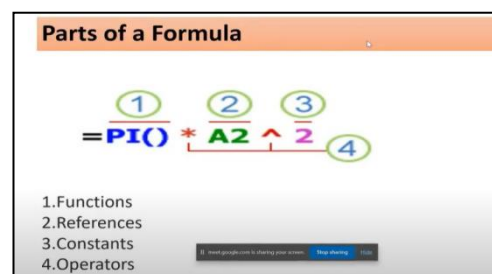 Parts of a Formula
1 2 3
=PI() * A2 ^ 2
4
1.Functions
2.References
3.Constants
4.Operators
meet.google.com is sharing your screen. Stop sharing Hide